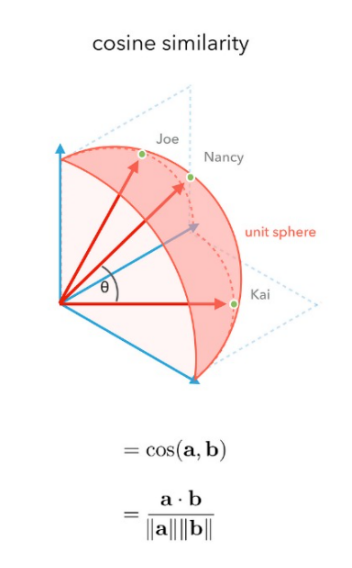 cosine similarity
Joe
Nancy
unit sphere
θ
Kai
= cos(a, b)
= a · b / ‖a‖‖b‖